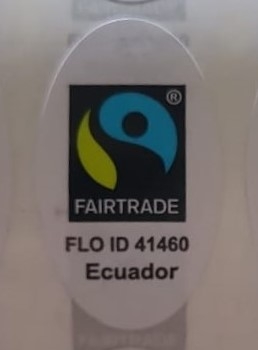 ®
FAIRTRADE
FLO ID 41460
Ecuador